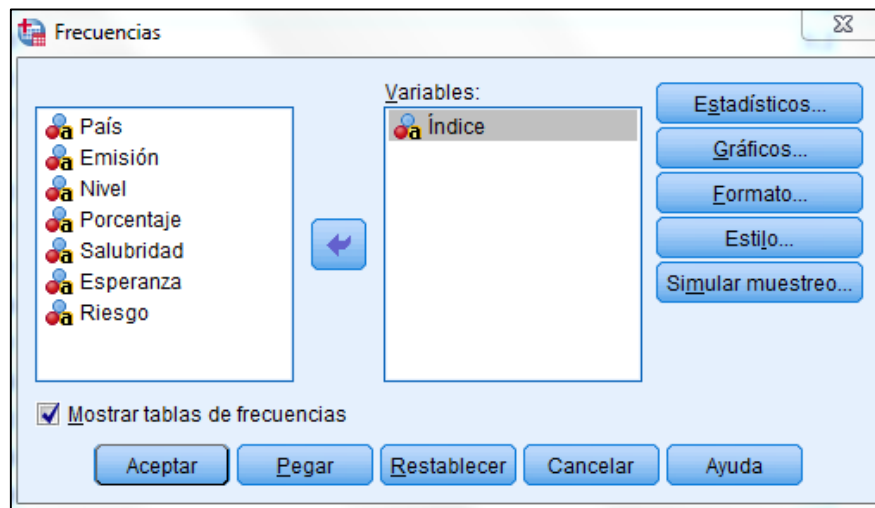 Frecuencias
País
Emisión
Nivel
Porcentaje
Salubridad
Esperanza
Riesgo
Variables:
Índice
Estadísticos...
Gráficos...
Formato...
Estilo...
Simular muestreo...
Mostrar tablas de frecuencias
Aceptar
Pegar
Restablecer
Cancelar
Ayuda